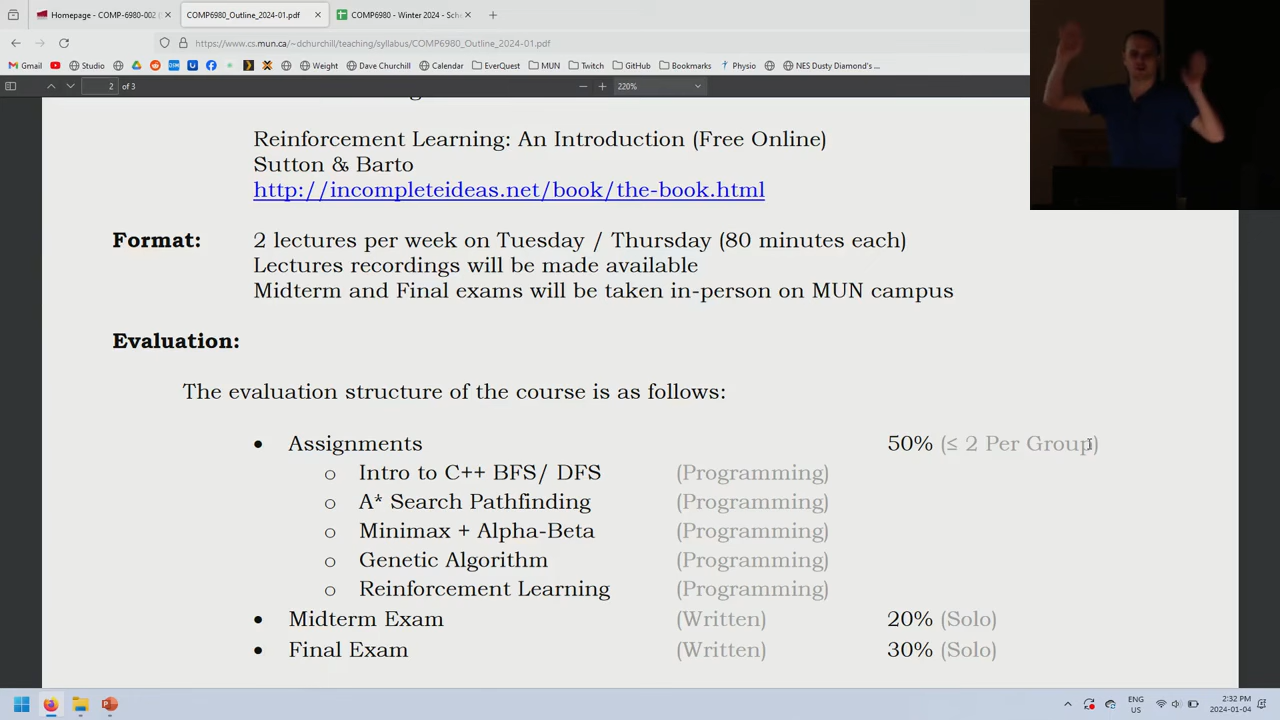 Homepage - COMP-6980-002 (
COMP6980_Outline_2024-01.pdf
COMP6980 - Winter 2024 - Sch
https://www.cs.mun.ca/~dchurchill/teaching/syllabus/COMP6980_Outline_2024-01.pdf
Gmail
Studio
Weight
Dave Churchill
Calendar
EverQuest
MUN
Twitch
GitHub
Bookmarks
Physio
NES Dusty Diamond's...
2 of 3
220%
Reinforcement Learning: An Introduction (Free Online)
Sutton & Barto
http://incompleteideas.net/book/the-book.html
Format: 2 lectures per week on Tuesday / Thursday (80 minutes each)
Lectures recordings will be made available
Midterm and Final exams will be taken in-person on MUN campus
Evaluation:
The evaluation structure of the course is as follows:
• Assignments 50% (≤ 2 Per Group)
o Intro to C++ BFS/ DFS (Programming)
o A* Search Pathfinding (Programming)
o Minimax + Alpha-Beta (Programming)
o Genetic Algorithm (Programming)
o Reinforcement Learning (Programming)
• Midterm Exam (Written) 20% (Solo)
• Final Exam (Written) 30% (Solo)
ENG
US
2:32 PM
2024-01-04